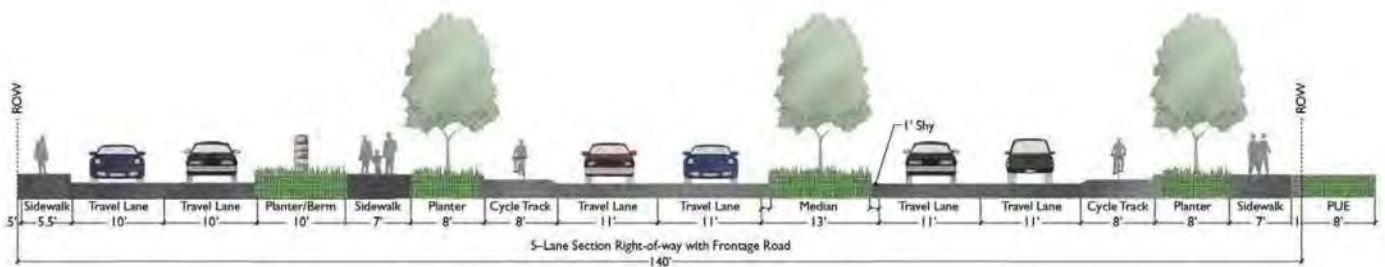 ROW
ROW
1' Shy
Sidewalk Travel Lane Travel Lane Planter/Berm Sidewalk Planter Cycle Track Travel Lane Travel Lane Median Travel Lane Travel Lane Cycle Track Planter Sidewalk PUE
.5' 5.5' 10' 10' 10' 7' 8' 8' 11' 11' 13' 11' 11' 8' 8' 7' 1 8'
5-Lane Section Right-of-way with Frontage Road
140'